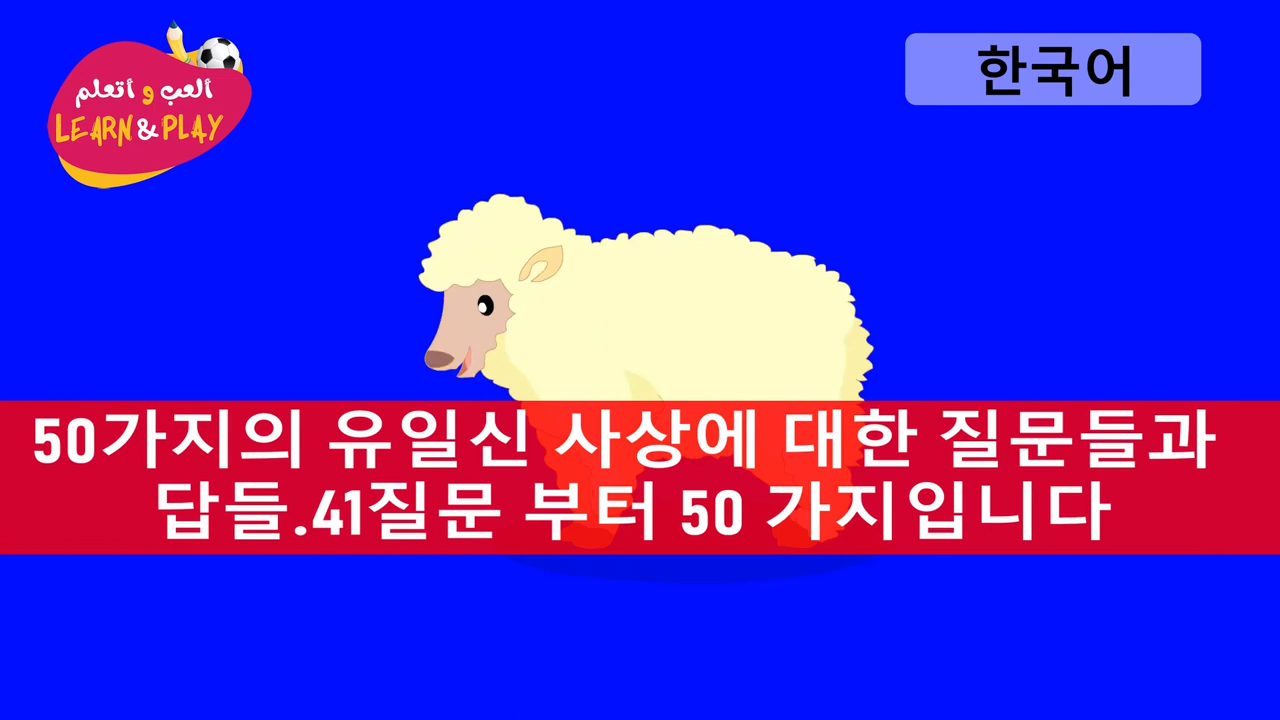 ألعب و أتعلم
LEARN&PLAY
한국어
50가지의 유일신 사상에 대한 질문들과
답들.41질문 부터 50 가지입니다